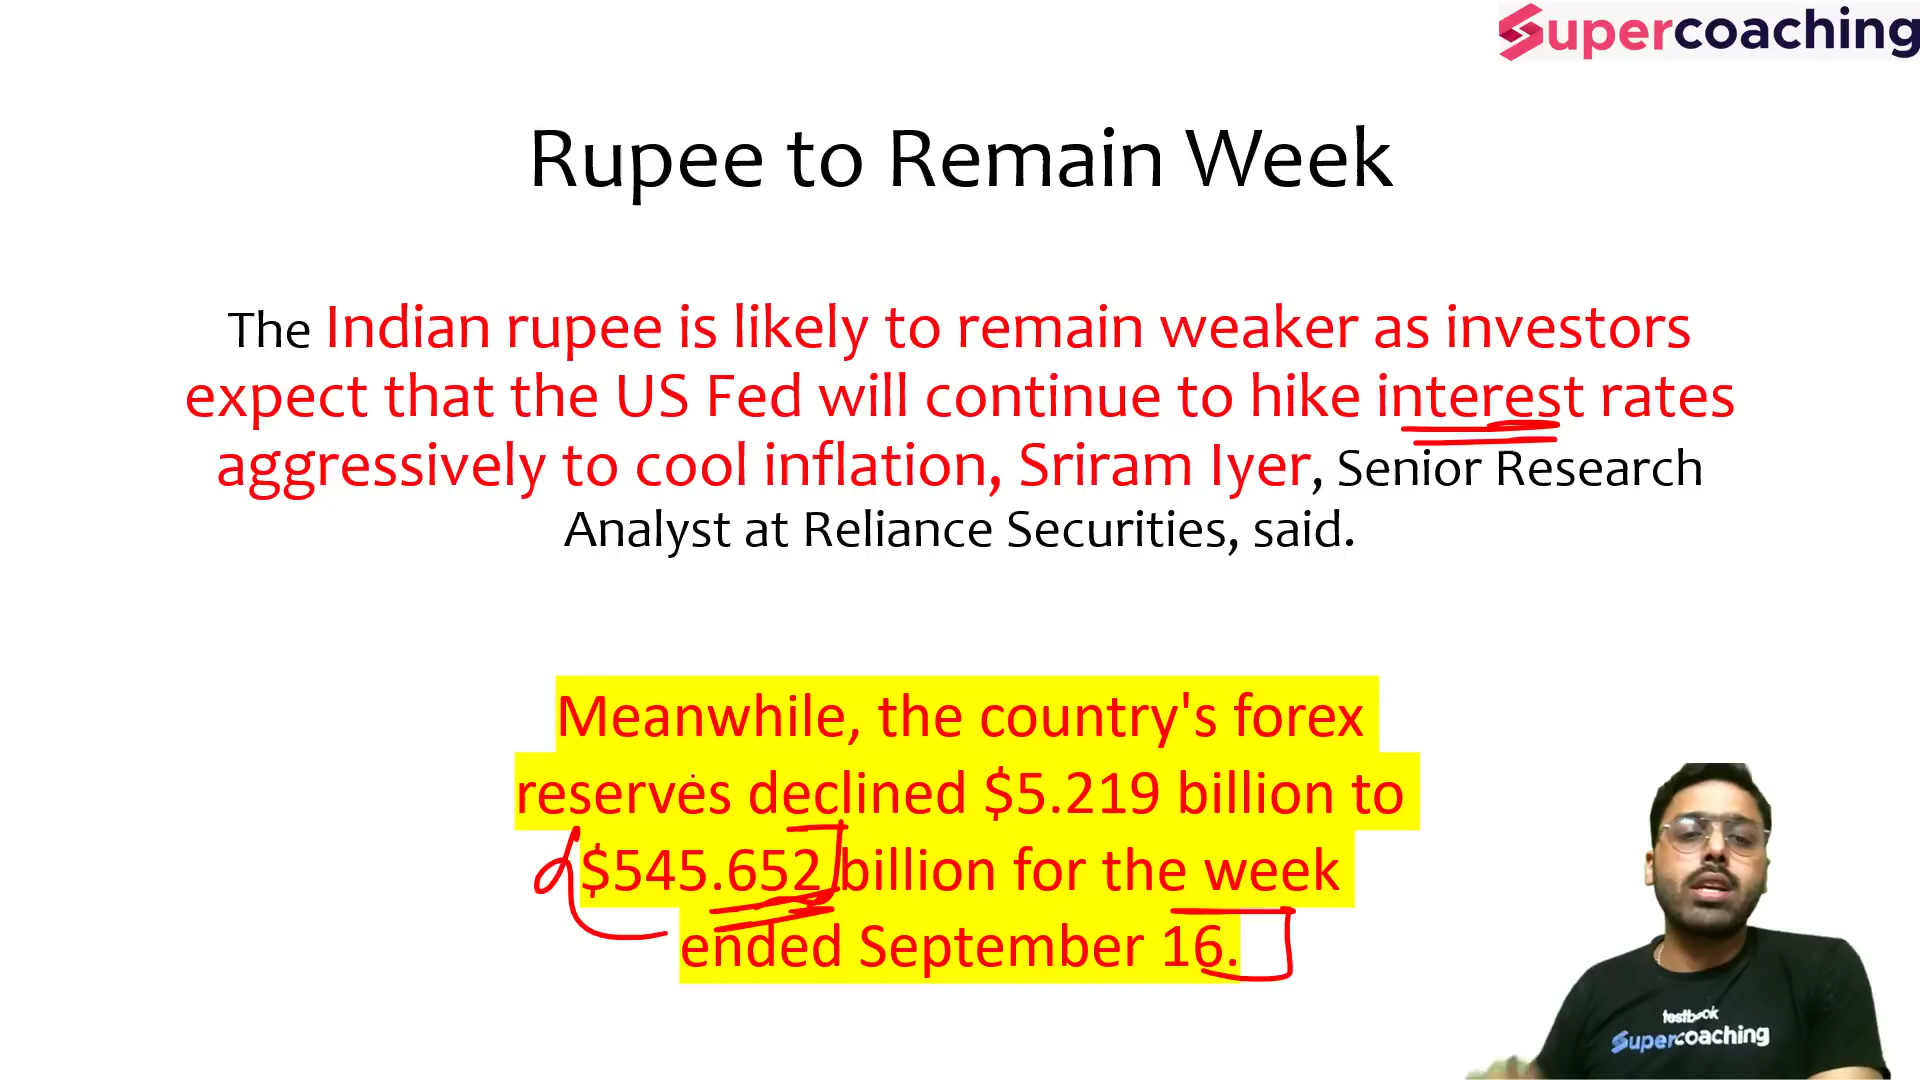 Supercoaching
Rupee to Remain Week
The Indian rupee is likely to remain weaker as investors
expect that the US Fed will continue to hike interest rates
aggressively to cool inflation, Sriram Iyer, Senior Research
Analyst at Reliance Securities, said.
Meanwhile, the country's forex
reserves declined $5.219 billion to
$545.652 billion for the week
ended September 16.
testbook
Supercoaching